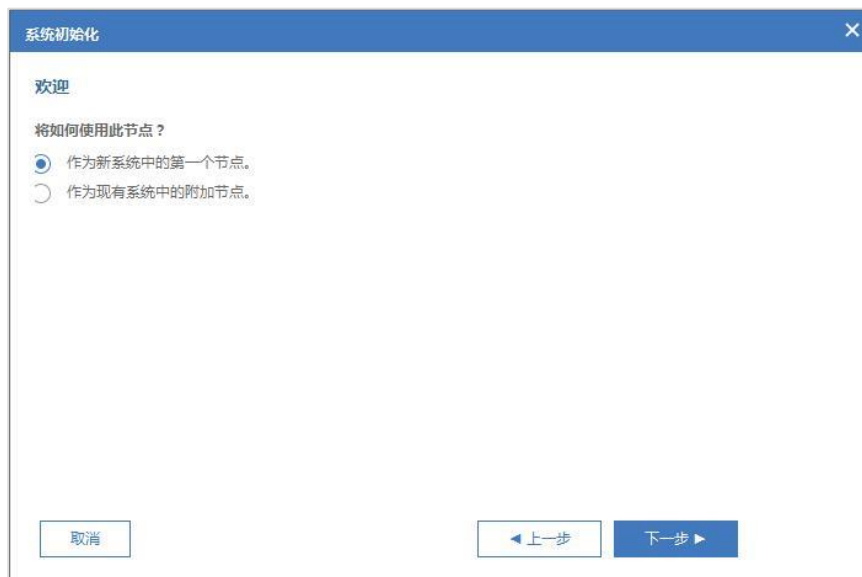 系统初始化
欢迎
将如何使用此节点？
作为新系统中的第一个节点。
作为现有系统中的附加节点。
取消
◀ 上一步
下一步 ▶